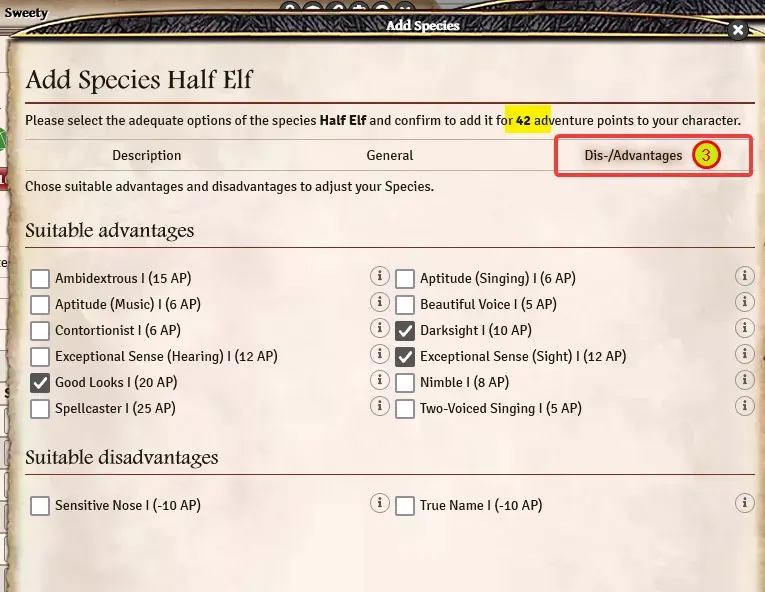 Sweety
Add Species
Add Species Half Elf
Please select the adequate options of the species Half Elf and confirm to add it for 42 adventure points to your character.
Description General Dis-/Advantages 3
Chose suitable advantages and disadvantages to adjust your Species.
Suitable advantages
Ambidextrous I (15 AP) Aptitude (Singing) I (6 AP)
Aptitude (Music) I (6 AP) Beautiful Voice I (5 AP)
Contortionist I (6 AP) Darksight I (10 AP)
Exceptional Sense (Hearing) I (12 AP) Exceptional Sense (Sight) I (12 AP)
Good Looks I (20 AP) Nimble I (8 AP)
Spellcaster I (25 AP) Two-Voiced Singing I (5 AP)
Suitable disadvantages
Sensitive Nose I (-10 AP) True Name I (-10 AP)